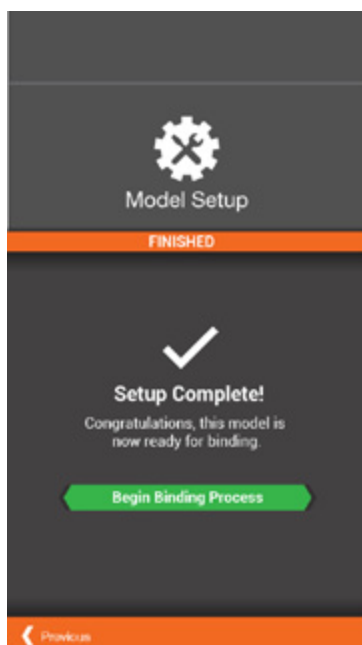 Model Setup
FINISHED
Setup Complete!
Congratulations, this model is
now ready for binding.
Begin Binding Process
Previous